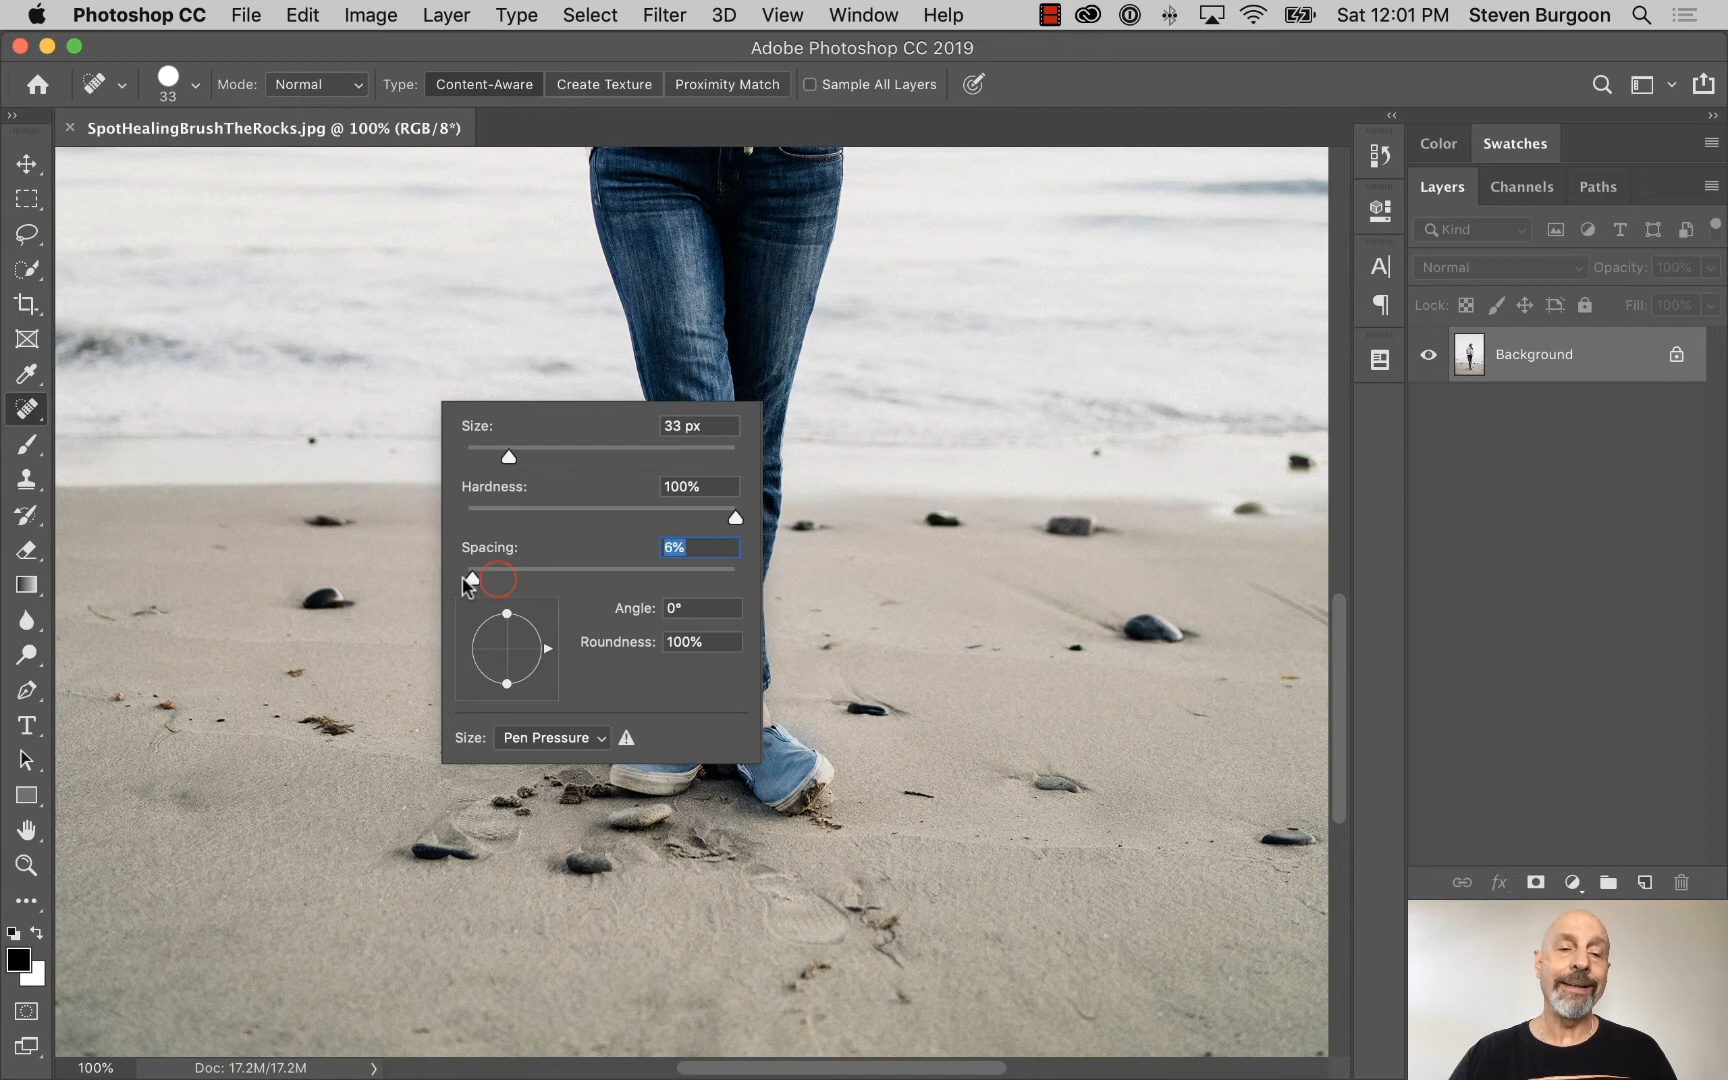 Photoshop CC File Edit Image Layer Type Select Filter 3D View Window Help Sat 12:01 PM Steven Burgoon
Adobe Photoshop CC 2019
33 Mode: Normal Type: Content-Aware Create Texture Proximity Match Sample All Layers
SpotHealingBrushTheRocks.jpg @ 100% (RGB/8*)
Color Swatches
Layers Channels Paths
Kind
Normal Opacity: 100%
Lock: Fill: 100%
Background
Size: 33 px
Hardness: 100%
Spacing: 6%
Angle: 0°
Roundness: 100%
Size: Pen Pressure
fx
100% Doc: 17.2M/17.2M